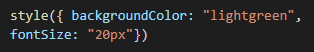 style({ backgroundColor: "lightgreen",
fontSize: "20px"})